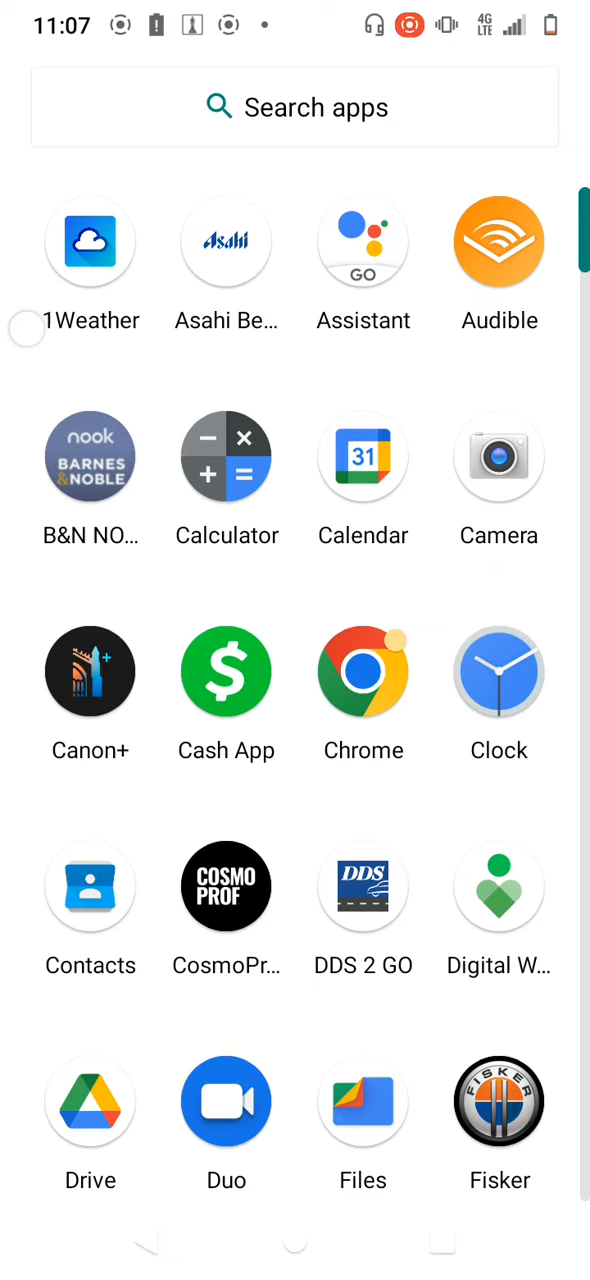 11:07
4G
LTE
Search apps
Asahi
GO
1Weather
Asahi Be...
Assistant
Audible
nook
BARNES
&NOBLE
31
B&N NO...
Calculator
Calendar
Camera
$
Canon+
Cash App
Chrome
Clock
COSMO
PROF
DDS
Contacts
CosmoPr...
DDS 2 GO
Digital W...
FISKER
Drive
Duo
Files
Fisker